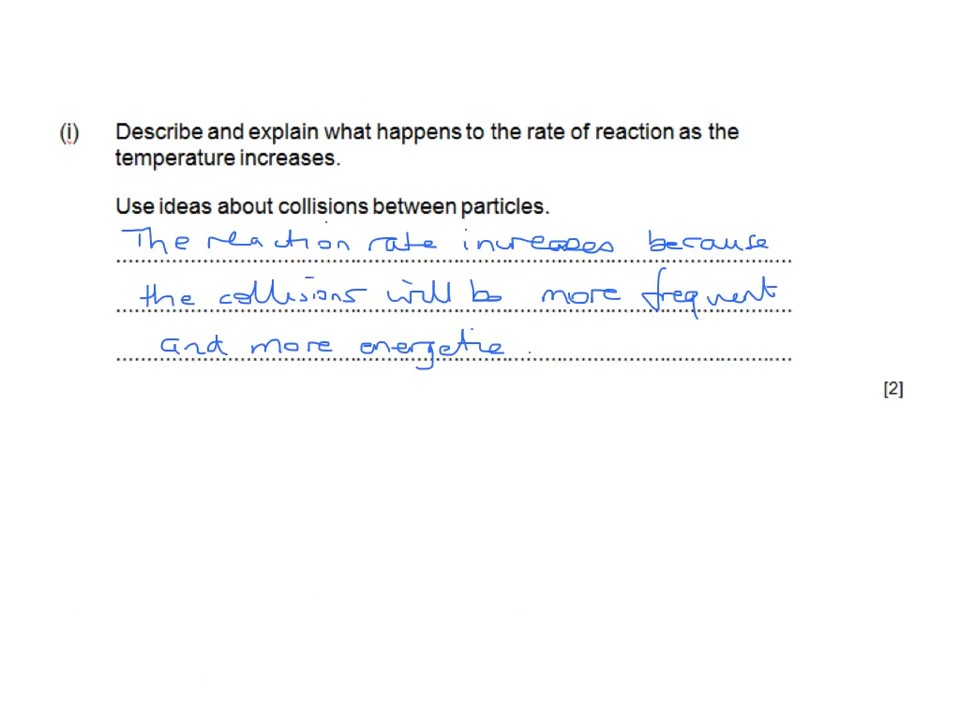 (i) Describe and explain what happens to the rate of reaction as the
temperature increases.
Use ideas about collisions between particles.
The reaction rate increases because
the collisions will be more frequent
and more energetic.
[2]